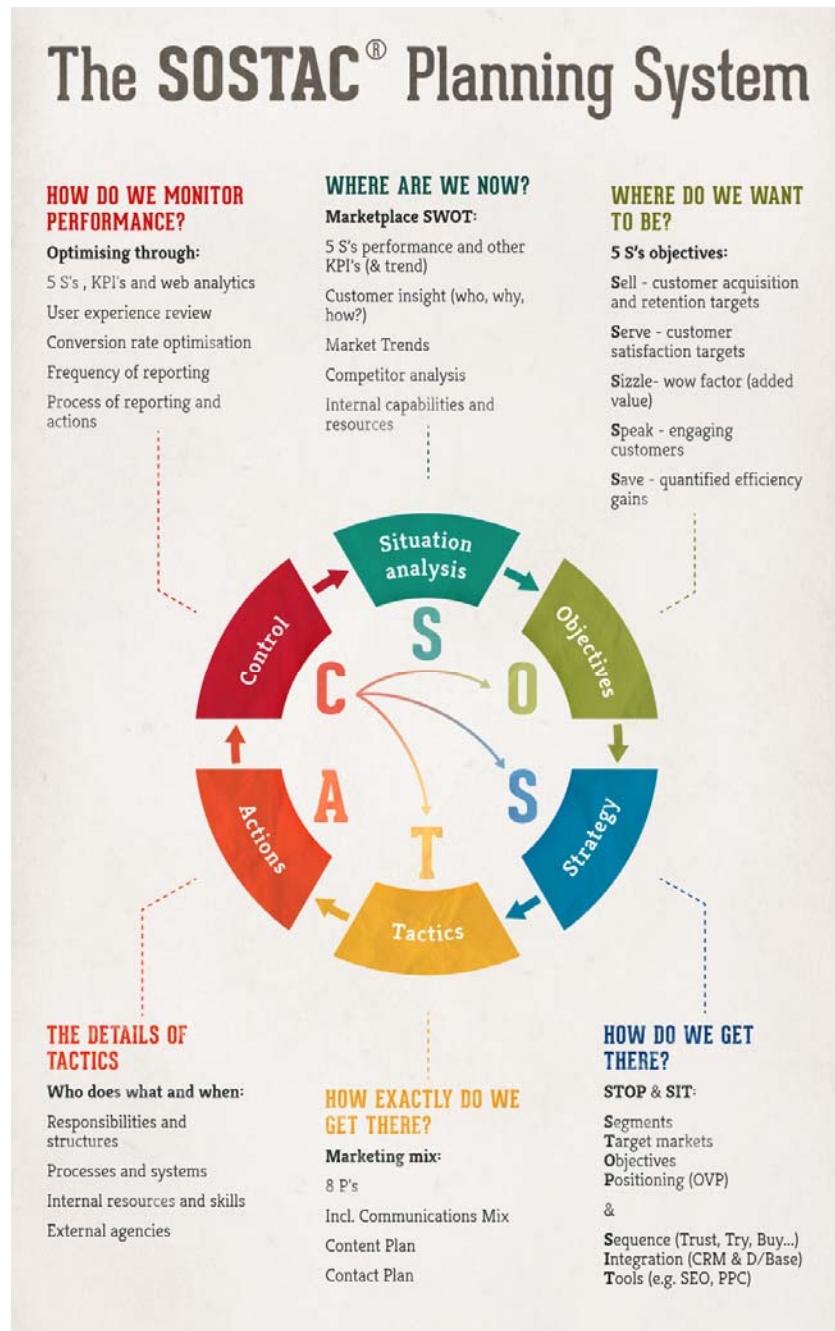 The SOSTAC® Planning System
HOW DO WE MONITOR
PERFORMANCE?
Optimising through:
5 S's , KPI's and web analytics
User experience review
Conversion rate optimisation
Frequency of reporting
Process of reporting and
actions
WHERE ARE WE NOW?
Marketplace SWOT:
5 S's performance and other
KPI's (& trend)
Customer insight (who, why,
how?)
Market Trends
Competitor analysis
Internal capabilities and
resources
WHERE DO WE WANT
TO BE?
5 S's objectives:
Sell - customer acquisition
and retention targets
Serve - customer
satisfaction targets
Sizzle- wow factor (added
value)
Speak - engaging
customers
Save - quantified efficiency
gains
Situation
analysis
Objectives
Strategy
Tactics
Actions
Control
S
O
S
T
A
C
THE DETAILS OF
TACTICS
Who does what and when:
Responsibilities and
structures
Processes and systems
Internal resources and skills
External agencies
HOW EXACTLY DO WE
GET THERE?
Marketing mix:
8 P's
Incl. Communications Mix
Content Plan
Contact Plan
HOW DO WE GET
THERE?
STOP & SIT:
Segments
Target markets
Objectives
Positioning (OVP)
&
Sequence (Trust, Try, Buy...)
Integration (CRM & D/Base)
Tools (e.g. SEO, PPC)